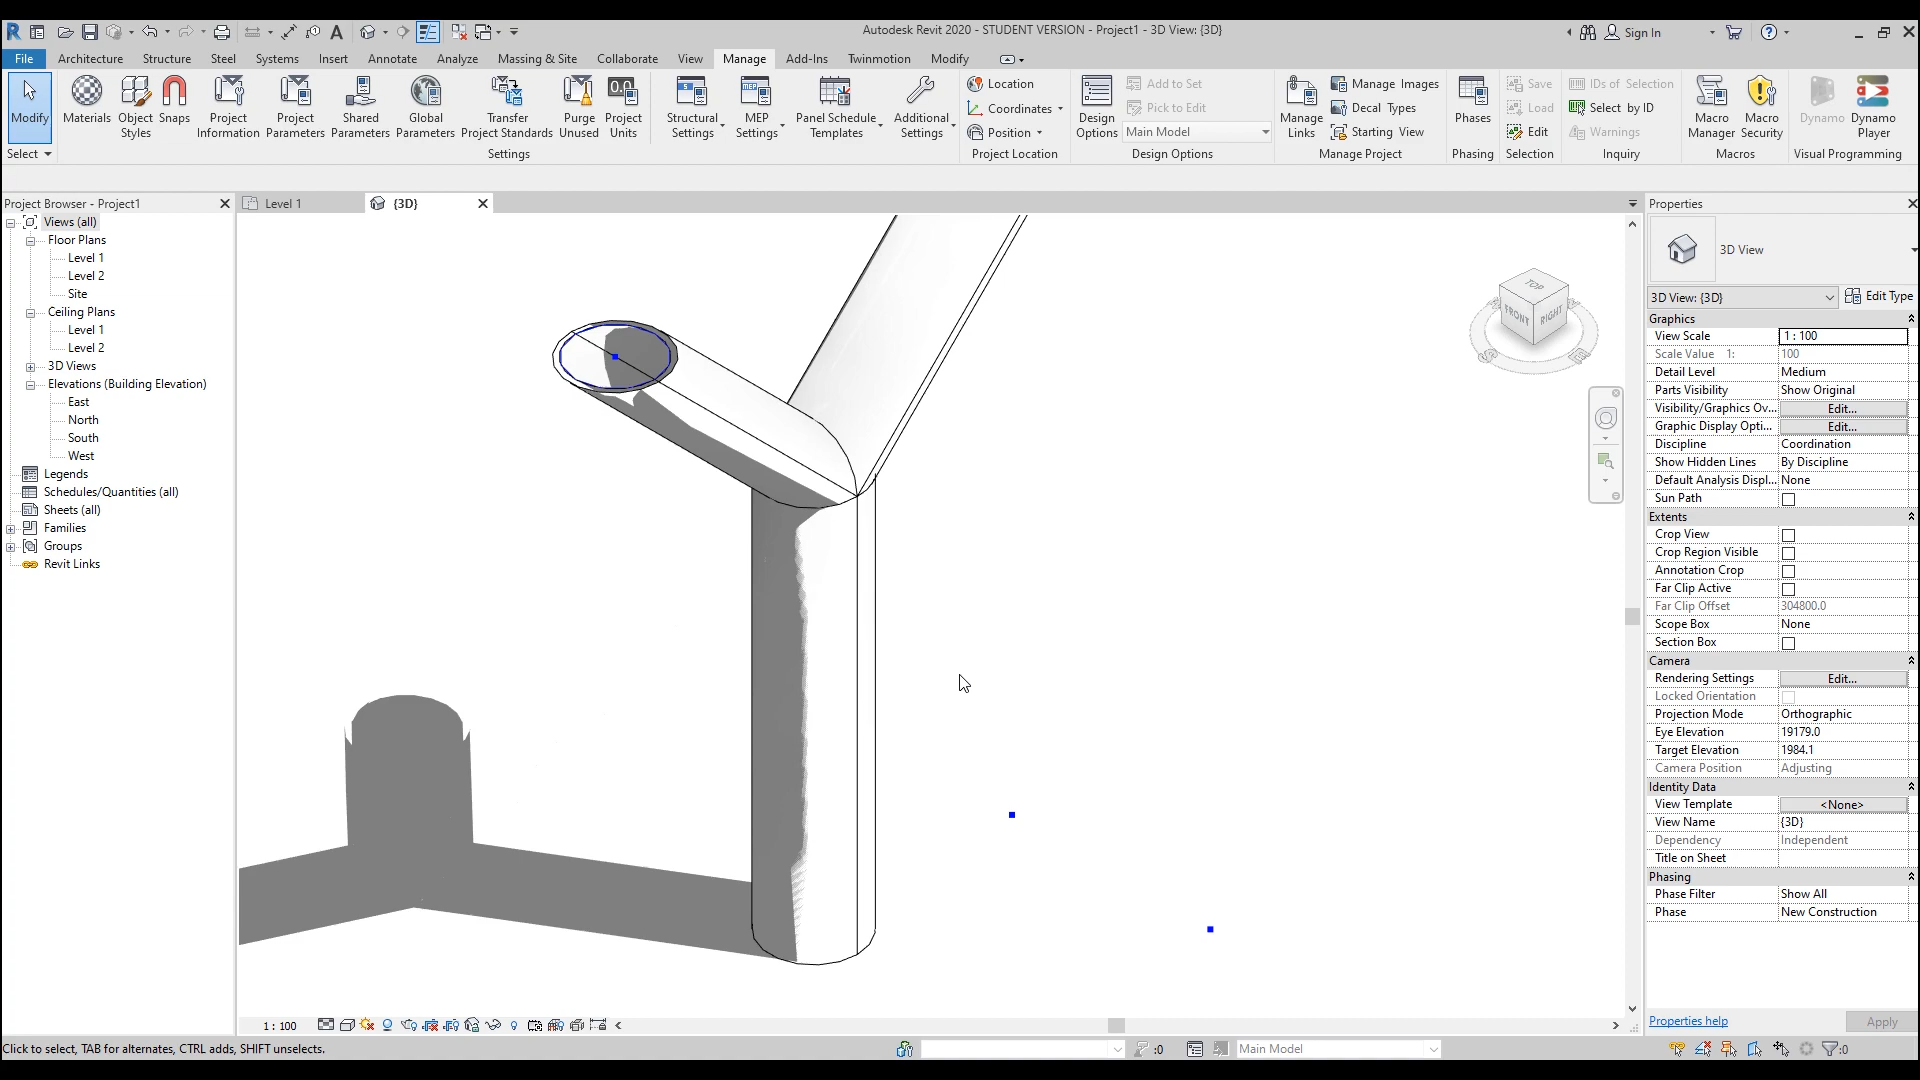 Autodesk Revit 2020 - STUDENT VERSION - Project1 - 3D View: {3D}
Sign In
File Architecture Structure Steel Systems Insert Annotate Analyze Massing & Site Collaborate View Manage Add-Ins Twinmotion Modify
Modify
Materials
Object Styles
Snaps
Project Information
Project Parameters
Shared Parameters
Global Parameters
Transfer Project Standards
Purge Unused
Project Units
Structural Settings
MEP Settings
Panel Schedule Templates
Additional Settings
Location
Coordinates
Position
Design Options
Add to Set
Pick to Edit
Main Model
Manage Links
Manage Images
Decal Types
Starting View
Phases
Save
Load
Edit
IDs of Selection
Select by ID
Warnings
Macro Manager
Macro Security
Dynamo
Dynamo Player
Select
Settings
Project Location
Design Options
Manage Project
Phasing
Selection
Inquiry
Macros
Visual Programming
Project Browser - Project1
Views (all)
Floor Plans
Level 1
Level 2
Site
Ceiling Plans
Level 1
Level 2
3D Views
Elevations (Building Elevation)
East
North
South
West
Legends
Schedules/Quantities (all)
Sheets (all)
Families
Groups
Revit Links
Level 1
{3D}
TOP
FRONT
RIGHT
Properties
3D View
3D View: {3D}
Edit Type
Graphics
View Scale 1 : 100
Scale Value 1: 100
Detail Level Medium
Parts Visibility Show Original
Visibility/Graphics Ov... Edit...
Graphic Display Opti... Edit...
Discipline Coordination
Show Hidden Lines By Discipline
Default Analysis Displ... None
Sun Path
Extents
Crop View
Crop Region Visible
Annotation Crop
Far Clip Active
Far Clip Offset 304800.0
Scope Box None
Section Box
Camera
Rendering Settings Edit...
Locked Orientation
Projection Mode Orthographic
Eye Elevation 19179.0
Target Elevation 1984.1
Camera Position Adjusting
Identity Data
View Template <None>
View Name {3D}
Dependency Independent
Title on Sheet
Phasing
Phase Filter Show All
Phase New Construction
Properties help
Apply
1 : 100
Click to select, TAB for alternates, CTRL adds, SHIFT unselects.
:0
Main Model
:0